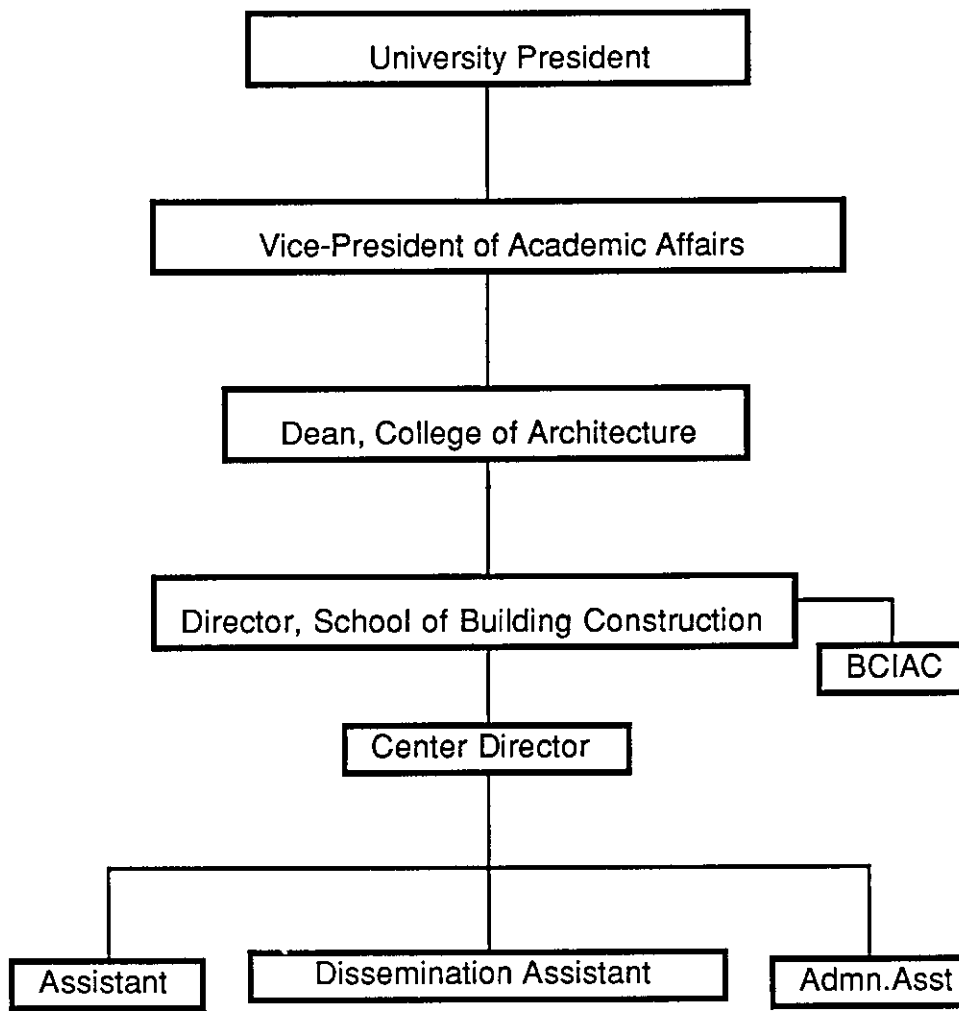 University President
Vice-President of Academic Affairs
Dean, College of Architecture
Director, School of Building Construction
BCIAC
Center Director
Assistant
Dissemination Assistant
Admn.Asst